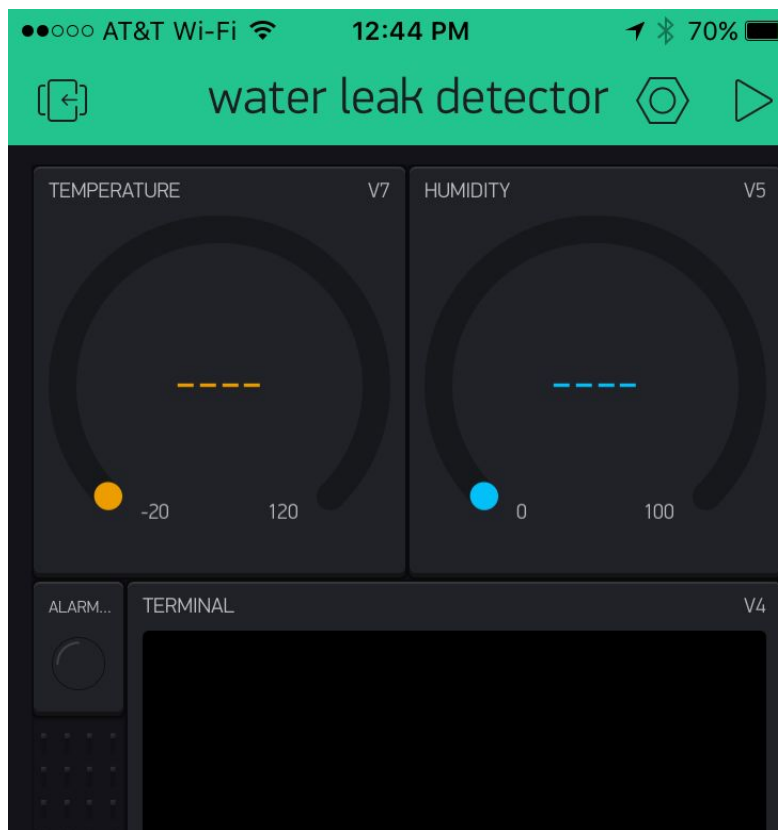 AT&T Wi-Fi 12:44 PM 70%
water leak detector
TEMPERATURE V7 HUMIDITY V5
---- ----
-20 120 0 100
ALARM... TERMINAL V4